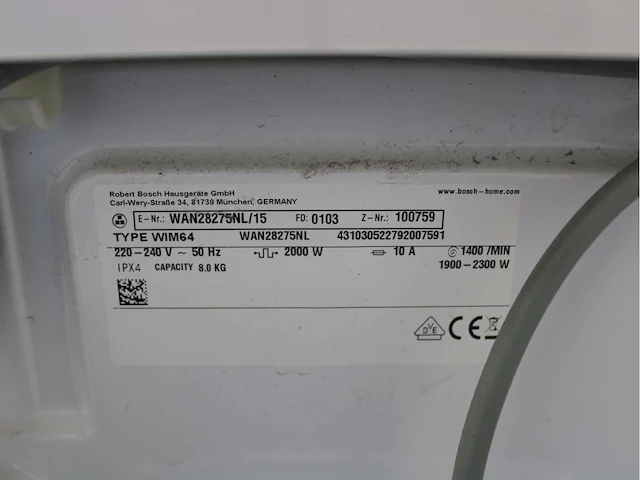 Robert Bosch Hausgeräte GmbH
Carl-Wery-Straße 34, 81739 München, GERMANY
www.bosch-home.com
E-Nr.: WAN28275NL/15 FD: 0103 Z-Nr.: 100759
TYPE WIM64 WAN28275NL 431030522792007591
220-240 V ~ 50 Hz 2000 W 10 A 1400 /MIN
IPX4 CAPACITY 8.0 KG 1900-2300 W
VDE CE